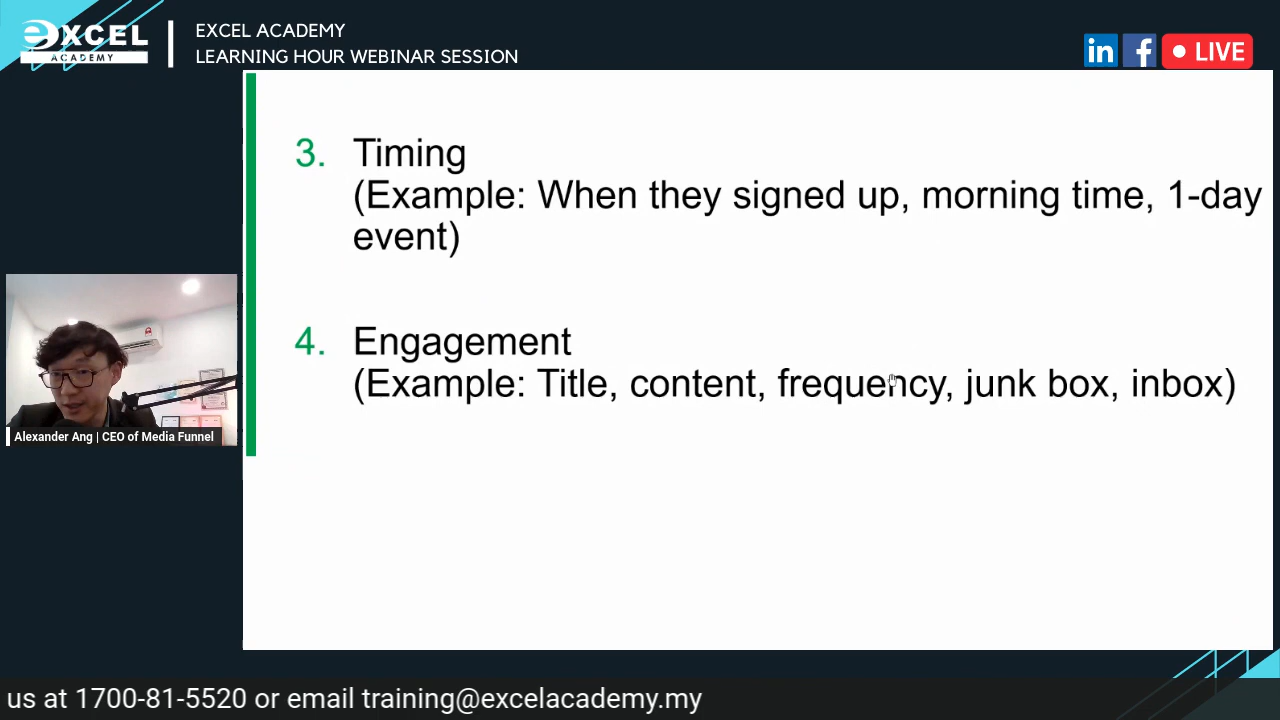 eXCEL
ACADEMY
EXCEL ACADEMY
LEARNING HOUR WEBINAR SESSION
in f LIVE
3. Timing
(Example: When they signed up, morning time, 1-day
event)
4. Engagement
(Example: Title, content, frequency, junk box, inbox)
Alexander Ang | CEO of Media Funnel
us at 1700-81-5520 or email training@excelacademy.my